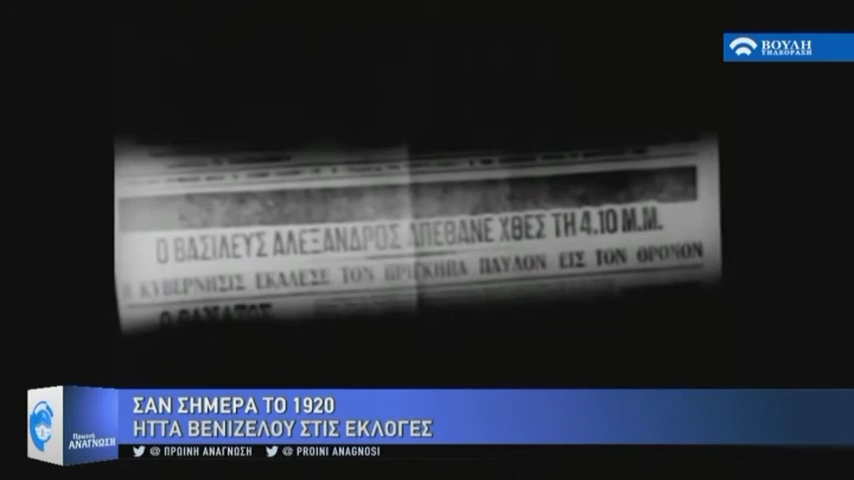 ΒΟΥΛΗ
ΤΗΛΕΟΡΑΣΗ
Ο ΒΑΣΙΛΕΥΣ ΑΛΕΞΑΝΔΡΟΣ ΑΠΕΘΑΝΕ ΧΘΕΣ ΤΗ 4.10 Μ.Μ.
Η ΚΥΒΕΡΝΗΣΙΣ ΕΚΑΛΕΣΕ ΤΟΝ ΠΡΙΓΚΗΠΑ ΠΑΥΛΟΝ ΕΙΣ ΤΟΝ ΘΡΟΝΟΝ
Ο ΘΑΝΑΤΟΣ
ΣΑΝ ΣΗΜΕΡΑ ΤΟ 1920
ΗΤΤΑ ΒΕΝΙΖΕΛΟΥ ΣΤΙΣ ΕΚΛΟΓΕΣ
Πρωινή
ΑΝΑΓΝΩΣΗ
@ ΠΡΩΙΝΗ ΑΝΑΓΝΩΣΗ @ PROINI ANAGNOSI